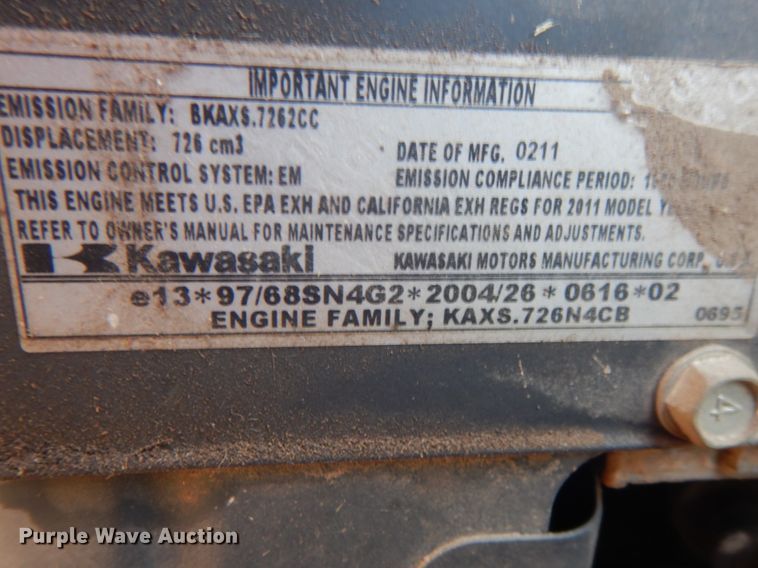 IMPORTANT ENGINE INFORMATION
EMISSION FAMILY: BKAXS.7262CC
DISPLACEMENT: 726 cm3
DATE OF MFG. 0211
EMISSION CONTROL SYSTEM: EM
EMISSION COMPLIANCE PERIOD:
THIS ENGINE MEETS U.S. EPA EXH AND CALIFORNIA EXH REGS FOR 2011 MODEL
REFER TO OWNER'S MANUAL FOR MAINTENANCE SPECIFICATIONS AND ADJUSTMENTS.
Kawasaki KAWASAKI MOTORS MANUFACTURING CORP.,
e13*97/68SN4G2*2004/26*0616*02
ENGINE FAMILY; KAXS.726N4CB
0695
4
Purple Wave Auction